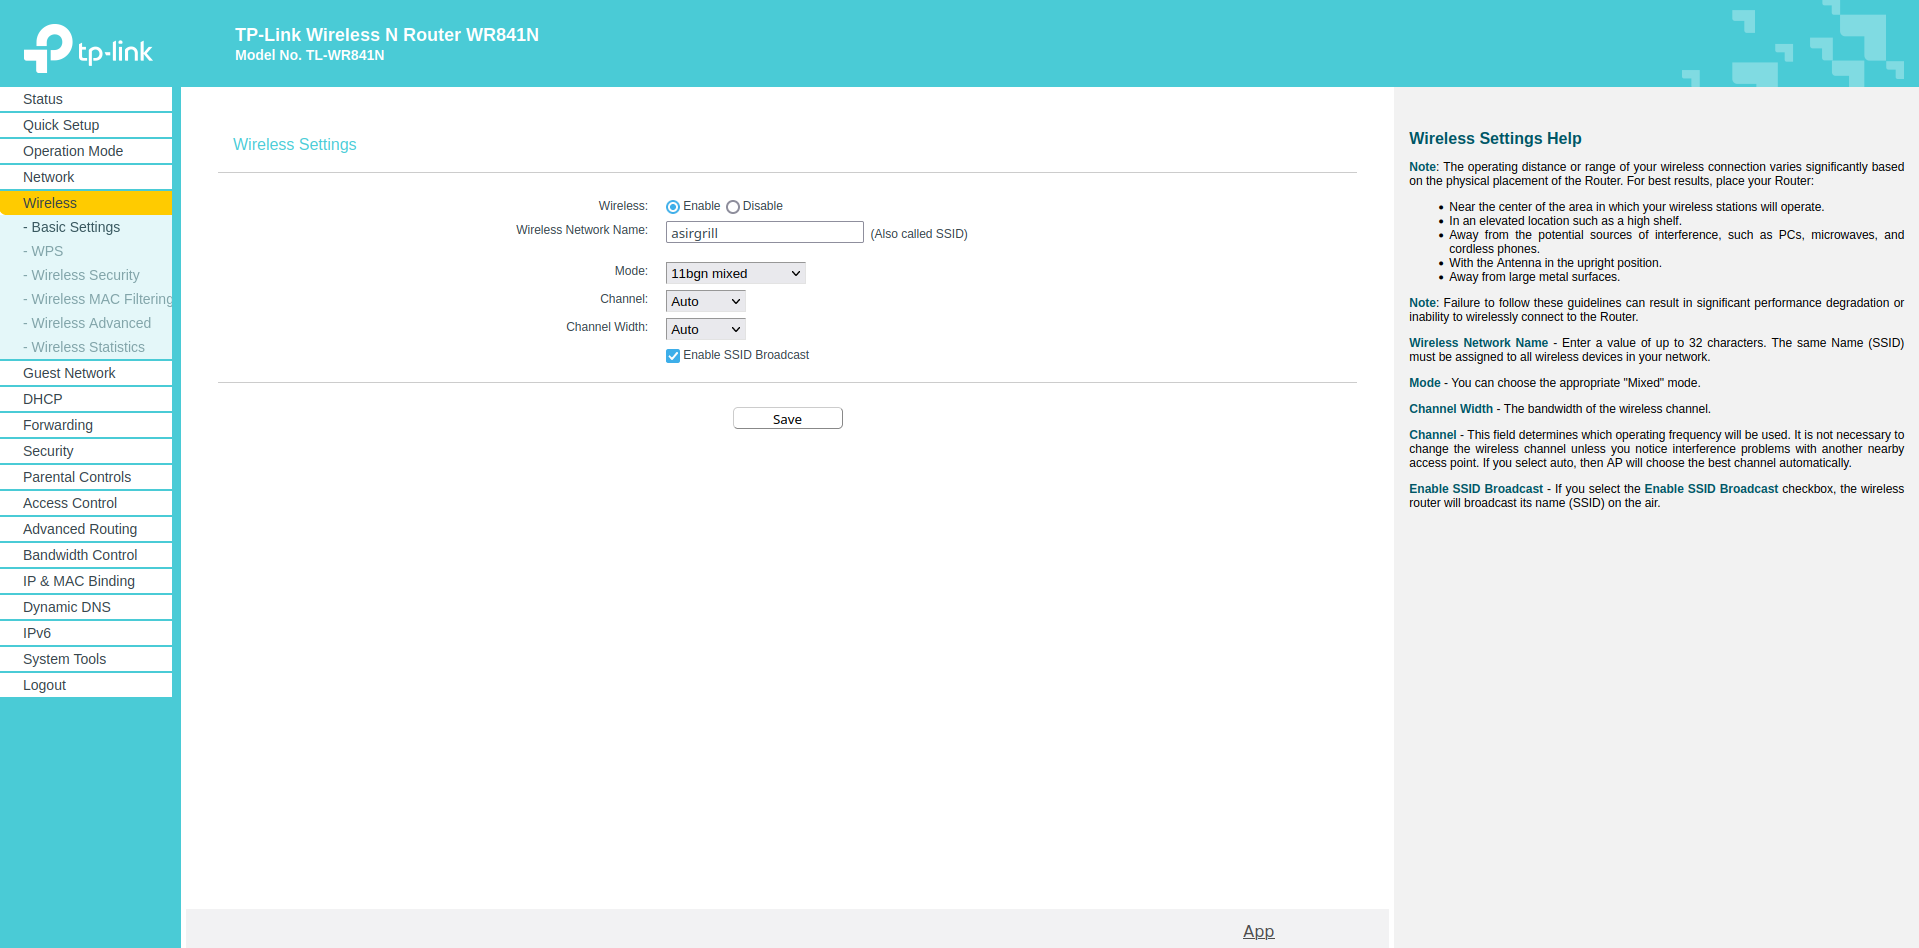 tp-link
TP-Link Wireless N Router WR841N
Model No. TL-WR841N
Status
Quick Setup
Operation Mode
Network
Wireless
- Basic Settings
- WPS
- Wireless Security
- Wireless MAC Filtering
- Wireless Advanced
- Wireless Statistics
Guest Network
DHCP
Forwarding
Security
Parental Controls
Access Control
Advanced Routing
Bandwidth Control
IP & MAC Binding
Dynamic DNS
IPv6
System Tools
Logout
Wireless Settings
Wireless: Enable Disable
Wireless Network Name: asirgrill (Also called SSID)
Mode: 11bgn mixed
Channel: Auto
Channel Width: Auto
Enable SSID Broadcast
Save
App
Wireless Settings Help
Note: The operating distance or range of your wireless connection varies significantly based
on the physical placement of the Router. For best results, place your Router:
• Near the center of the area in which your wireless stations will operate.
• In an elevated location such as a high shelf.
• Away from the potential sources of interference, such as PCs, microwaves, and
cordless phones.
• With the Antenna in the upright position.
• Away from large metal surfaces.
Note: Failure to follow these guidelines can result in significant performance degradation or
inability to wirelessly connect to the Router.
Wireless Network Name - Enter a value of up to 32 characters. The same Name (SSID)
must be assigned to all wireless devices in your network.
Mode - You can choose the appropriate "Mixed" mode.
Channel Width - The bandwidth of the wireless channel.
Channel - This field determines which operating frequency will be used. It is not necessary to
change the wireless channel unless you notice interference problems with another nearby
access point. If you select auto, then AP will choose the best channel automatically.
Enable SSID Broadcast - If you select the Enable SSID Broadcast checkbox, the wireless
router will broadcast its name (SSID) on the air.